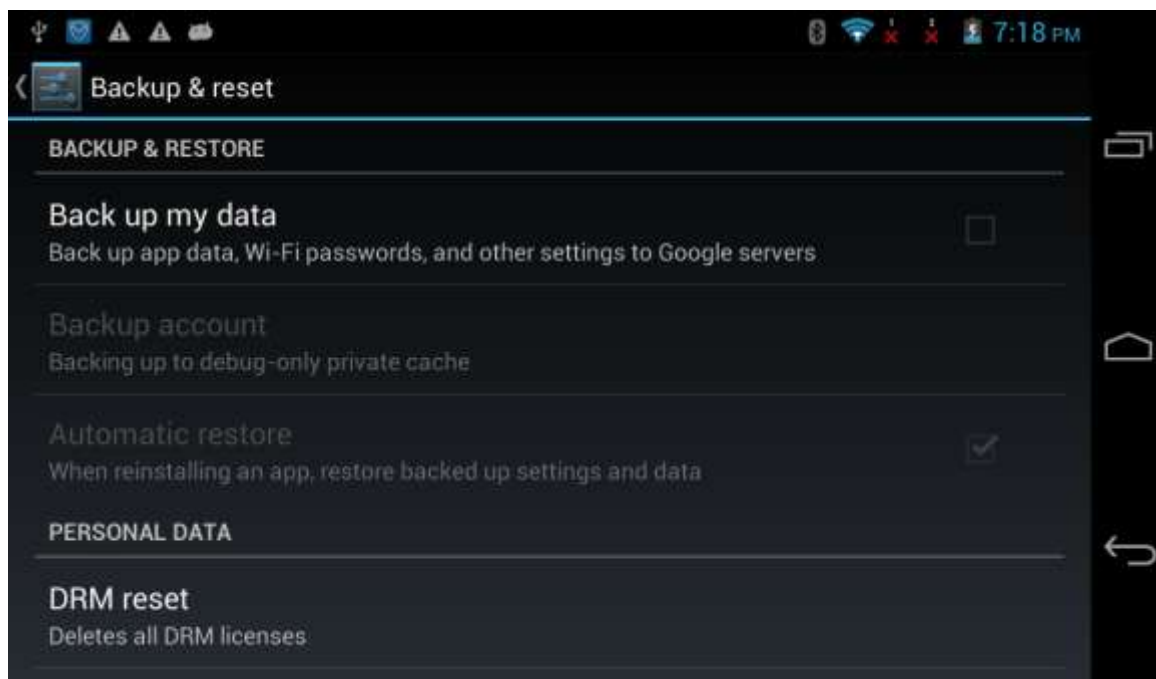 7:18 PM
Backup & reset
BACKUP & RESTORE
Back up my data
Back up app data, Wi-Fi passwords, and other settings to Google servers
Backup account
Backing up to debug-only private cache
Automatic restore
When reinstalling an app, restore backed up settings and data
PERSONAL DATA
DRM reset
Deletes all DRM licenses